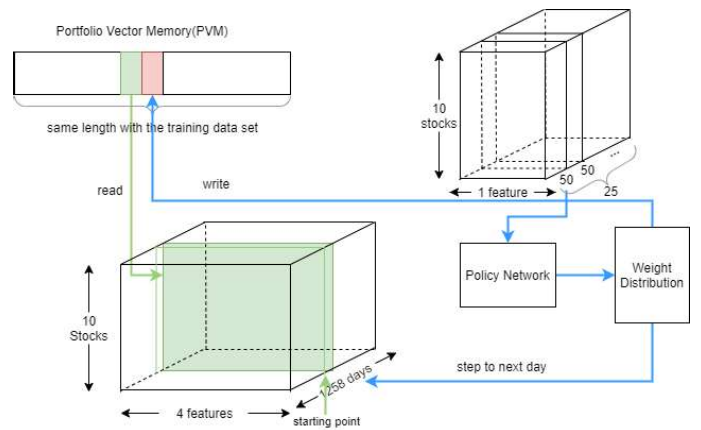 Portfolio Vector Memory(PVM)
same length with the training data set
read
write
10
stocks
1 feature
50
50
...
25
Policy Network
Weight
Distribution
10
Stocks
4 features
1258 days
starting point
step to next day